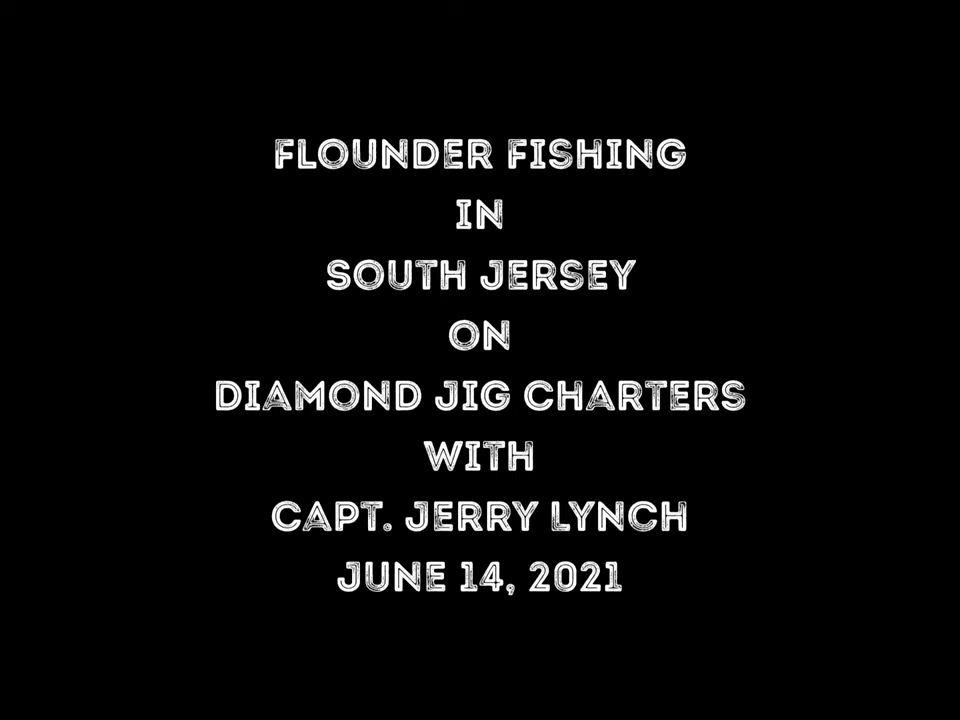 FLOUNDER FISHING
IN
SOUTH JERSEY
ON
DIAMOND JIG CHARTERS
WITH
CAPT. JERRY LYNCH
JUNE 14, 2021